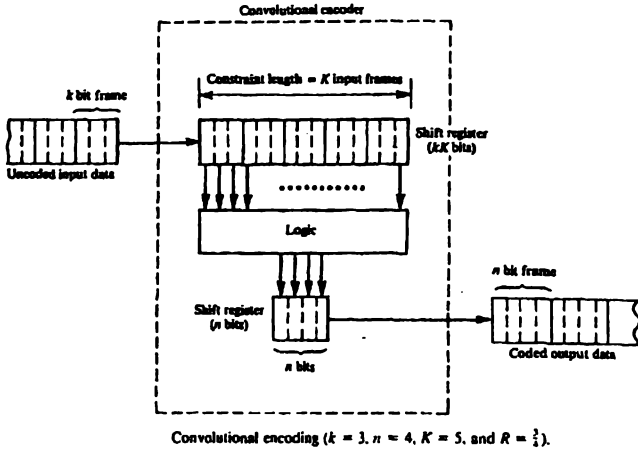 Convolutional encoder
Constraint length = K input frames
k bit frame
Shift register
(kK bits)
Uncoded input data
Logic
n bit frame
Shift register
(n bits)
n bits
Coded output data
Convolutional encoding (k = 3, n = 4, K = 5, and R = 3/4).